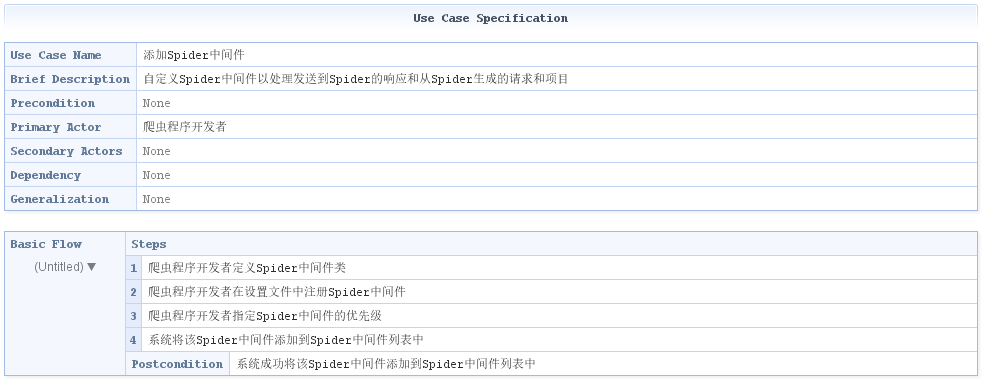 Use Case Specification
Use Case Name 添加Spider中间件
Brief Description 自定义Spider中间件以处理发送到Spider的响应和从Spider生成的请求和项目
Precondition None
Primary Actor 爬虫程序开发者
Secondary Actors None
Dependency None
Generalization None
Basic Flow Steps
(Untitled) ▼
1 爬虫程序开发者定义Spider中间件类
2 爬虫程序开发者在设置文件中注册Spider中间件
3 爬虫程序开发者指定Spider中间件的优先级
4 系统将该Spider中间件添加到Spider中间件列表中
Postcondition 系统成功将该Spider中间件添加到Spider中间件列表中